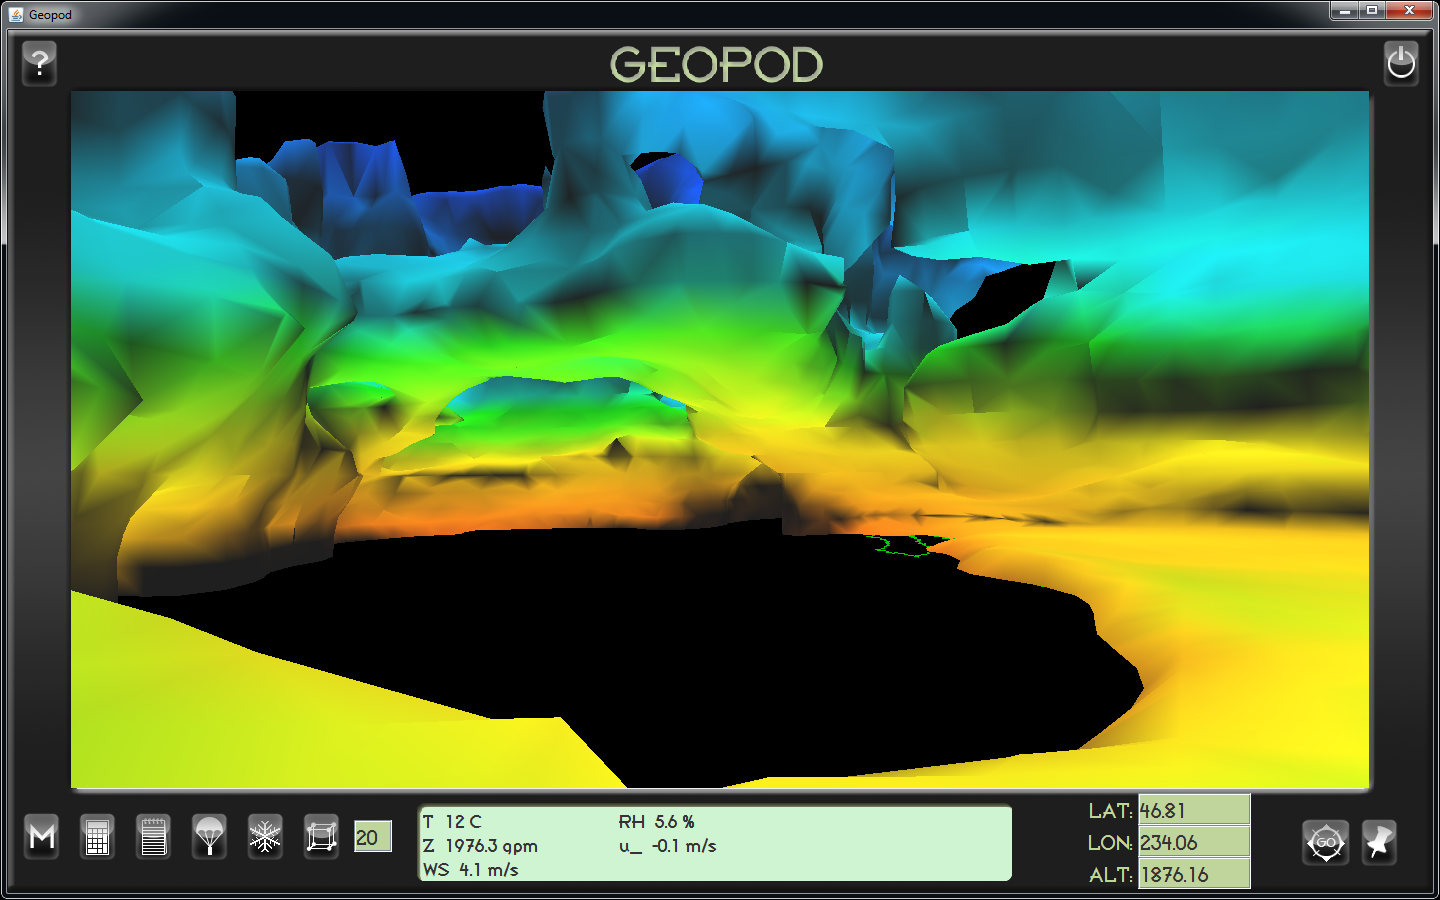 Geopod
?
GEOPOD
M
20
T 12 C RH 5.6 %
Z 1976.3 gpm u_ -0.1 m/s
WS 4.1 m/s
LAT: 46.81
LON: 234.06
ALT: 1876.16
GO